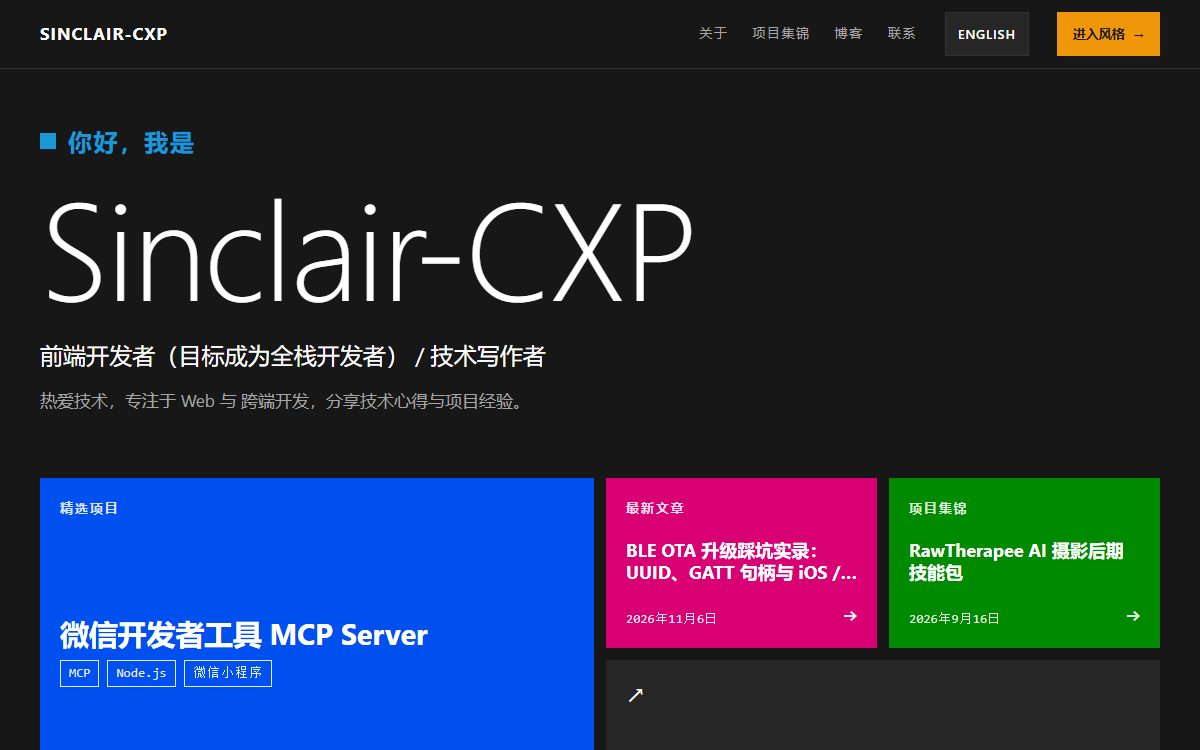 SINCLAIR-CXP
关于
项目集锦
博客
联系
ENGLISH
进入风格 →
你好，我是
Sinclair-CXP
前端开发者（目标成为全栈开发者） / 技术写作者
热爱技术，专注于 Web 与 跨端开发，分享技术心得与项目经验。
精选项目
微信开发者工具 MCP Server
MCP
Node.js
微信小程序
最新文章
BLE OTA 升级踩坑实录：
UUID、GATT 句柄与 iOS /...
2026年11月6日
项目集锦
RawTherapee AI 摄影后期
技能包
2026年9月16日